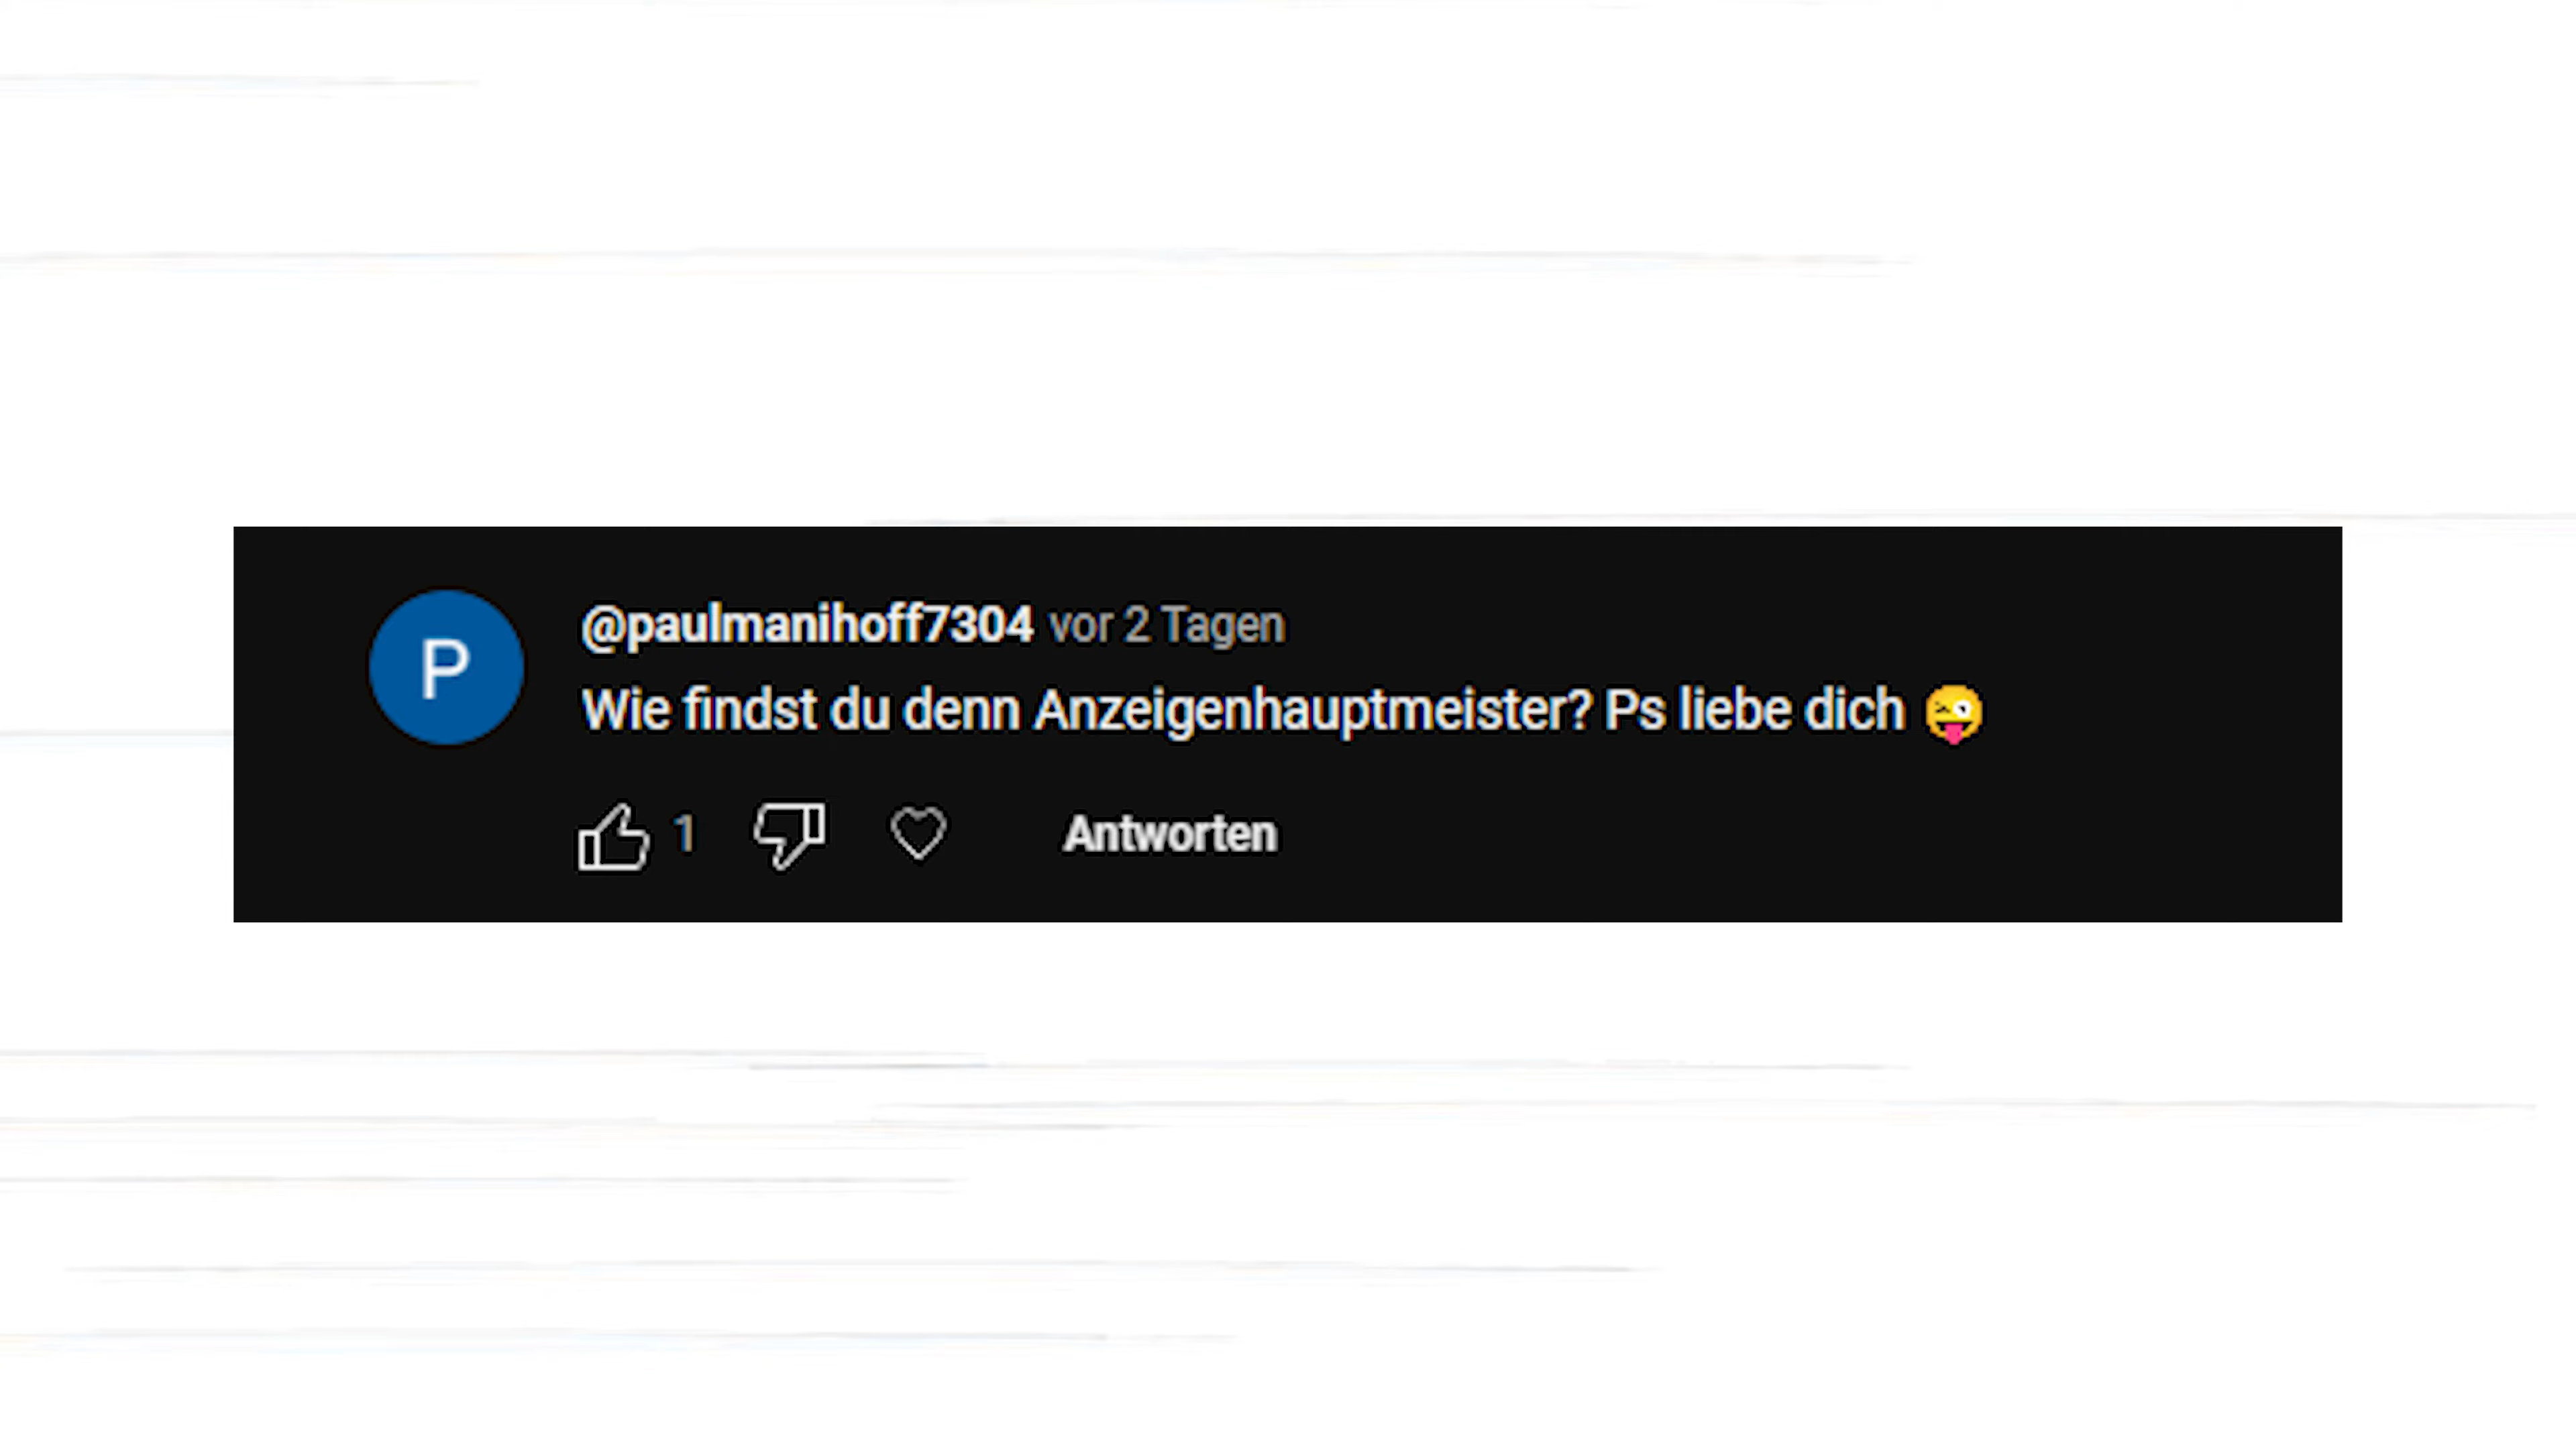 P
@paulmanihoff7304 vor 2 Tagen
Wie findst du denn Anzeigenhauptmeister? Ps liebe dich 😜
1
Antworten